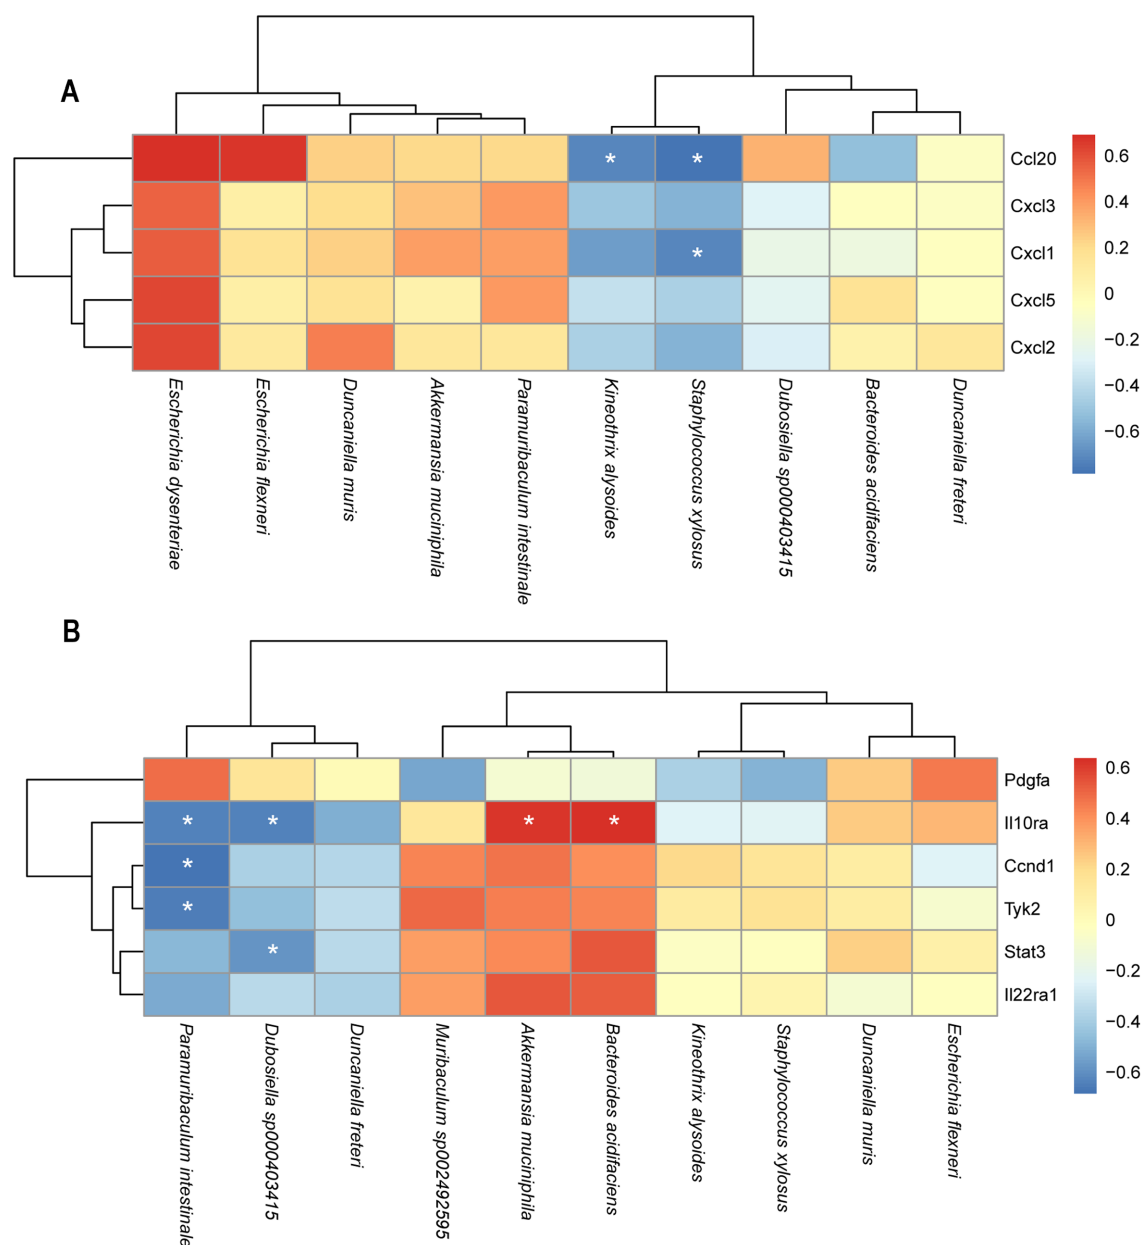 A
* * Ccl20
Cxcl3
* Cxcl1
Cxcl5
Cxcl2
0.6
0.4
0.2
0
−0.2
−0.4
−0.6
Escherichia dysenteriae
Escherichia flexneri
Duncaniella muris
Akkermansia muciniphila
Paramuribaculum intestinale
Kineothrix alysoides
Staphylococcus xylosus
Dubosiella sp000403415
Bacteroides acidifaciens
Duncaniella freteri
B
Pdgfa
* * * * Il10ra
* Ccnd1
* Tyk2
* Stat3
Il22ra1
0.6
0.4
0.2
0
−0.2
−0.4
−0.6
Paramuribaculum intestinale
Dubosiella sp000403415
Duncaniella freteri
Muribaculum sp002492595
Akkermansia muciniphila
Bacteroides acidifaciens
Kineothrix alysoides
Staphylococcus xylosus
Duncaniella muris
Escherichia flexneri